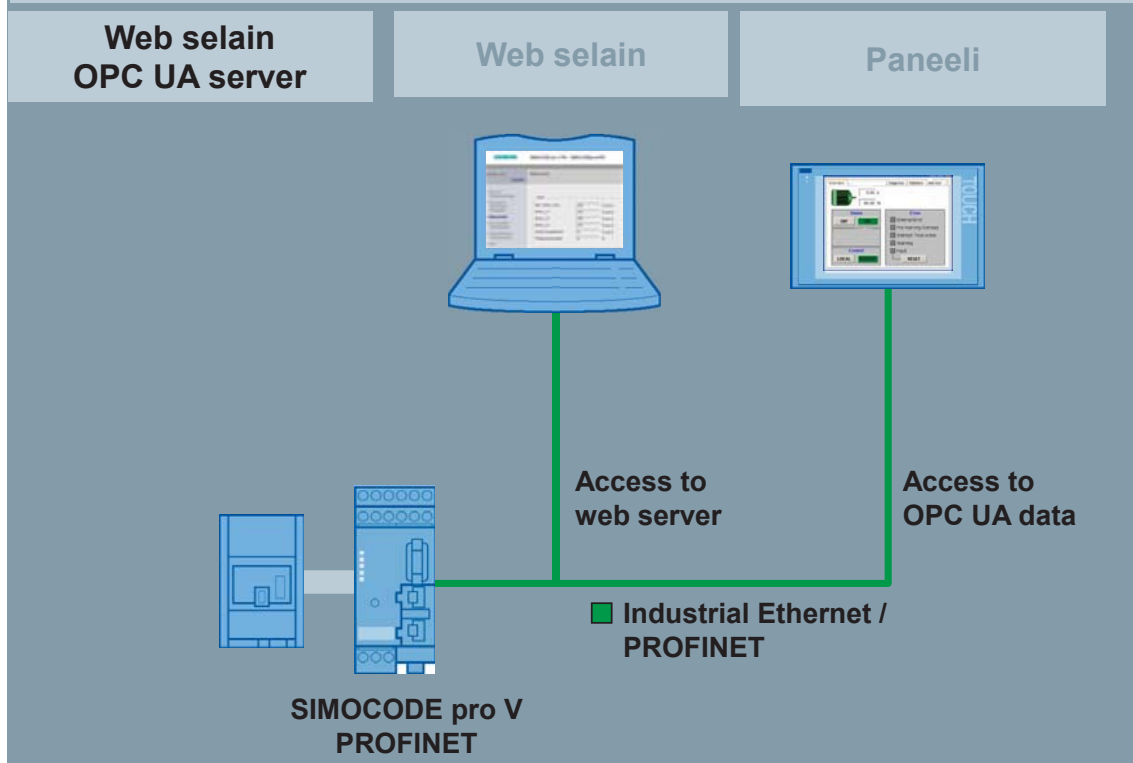 Web selain
OPC UA server
Web selain
Paneeli
TOUCH
Access to
web server
Access to
OPC UA data
Industrial Ethernet /
PROFINET
SIMOCODE pro V
PROFINET